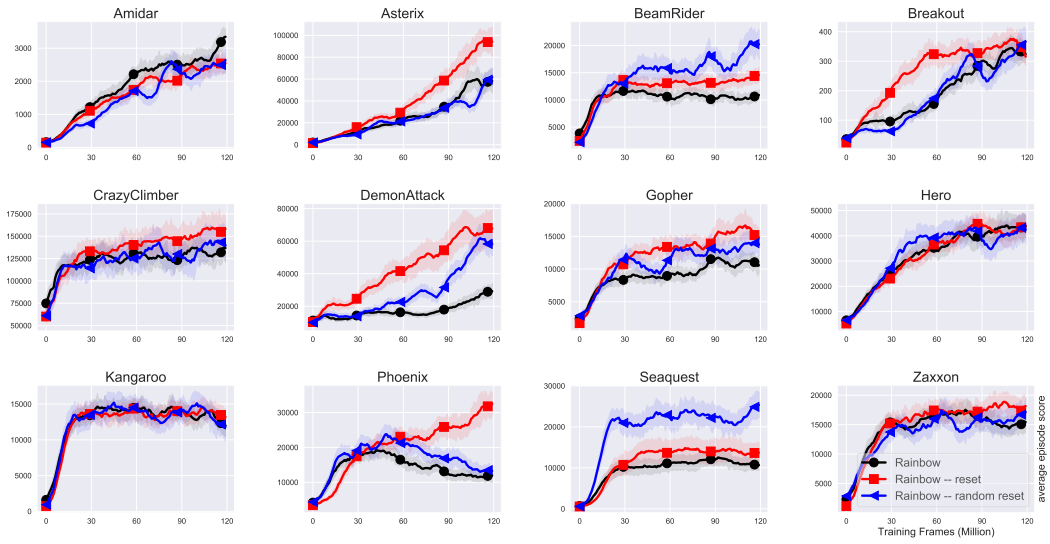 Amidar
3000
2000
1000
0
0 30 60 90 120
Asterix
100000
80000
60000
40000
20000
0
0 30 60 90 120
BeamRider
20000
15000
10000
5000
0 30 60 90 120
Breakout
400
300
200
100
0 30 60 90 120
CrazyClimber
175000
150000
125000
100000
75000
50000
0 30 60 90 120
DemonAttack
80000
60000
40000
20000
0 30 60 90 120
Gopher
20000
15000
10000
5000
0 30 60 90 120
Hero
50000
40000
30000
20000
10000
0 30 60 90 120
Kangaroo
15000
10000
5000
0
0 30 60 90 120
Phoenix
30000
20000
10000
0 30 60 90 120
Seaquest
30000
20000
10000
0
0 30 60 90 120
Zaxxon
20000
15000
5000
0
Rainbow
Rainbow -- reset
Rainbow -- random reset
0 30 60 90 120
Training Frames (Million)
average episode score